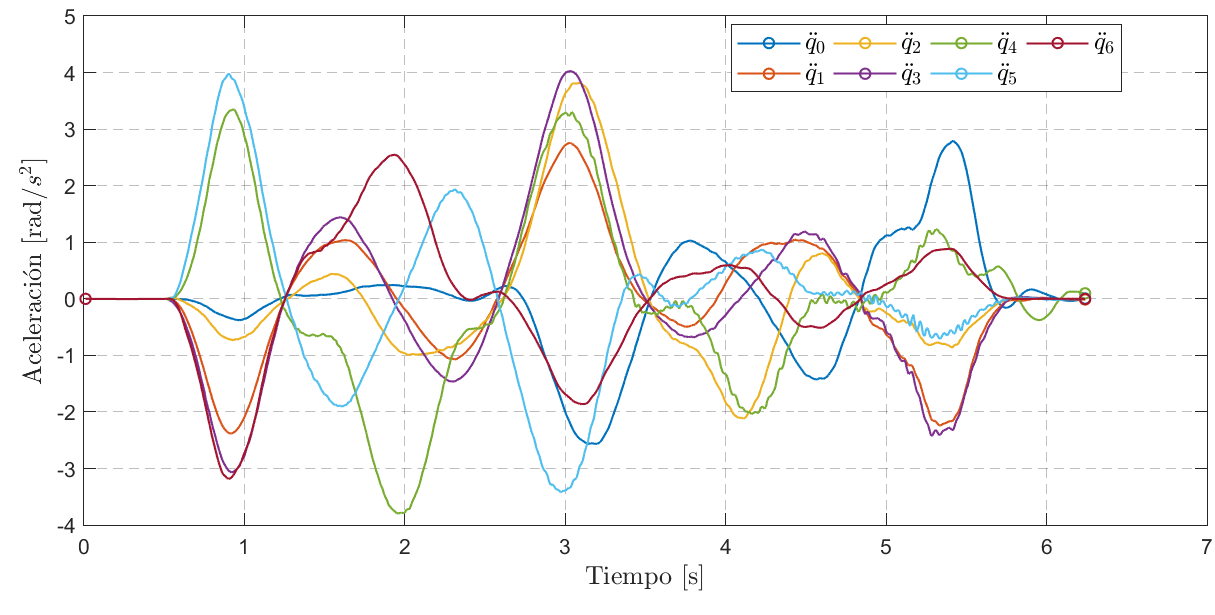 5
4
3
2
1
0
-1
-2
-3
-4
Aceleración [rad/s²]
q̈₀ q̈₂ q̈₄ q̈₆
q̈₁ q̈₃ q̈₅
0 1 2 3 4 5 6 7
Tiempo [s]